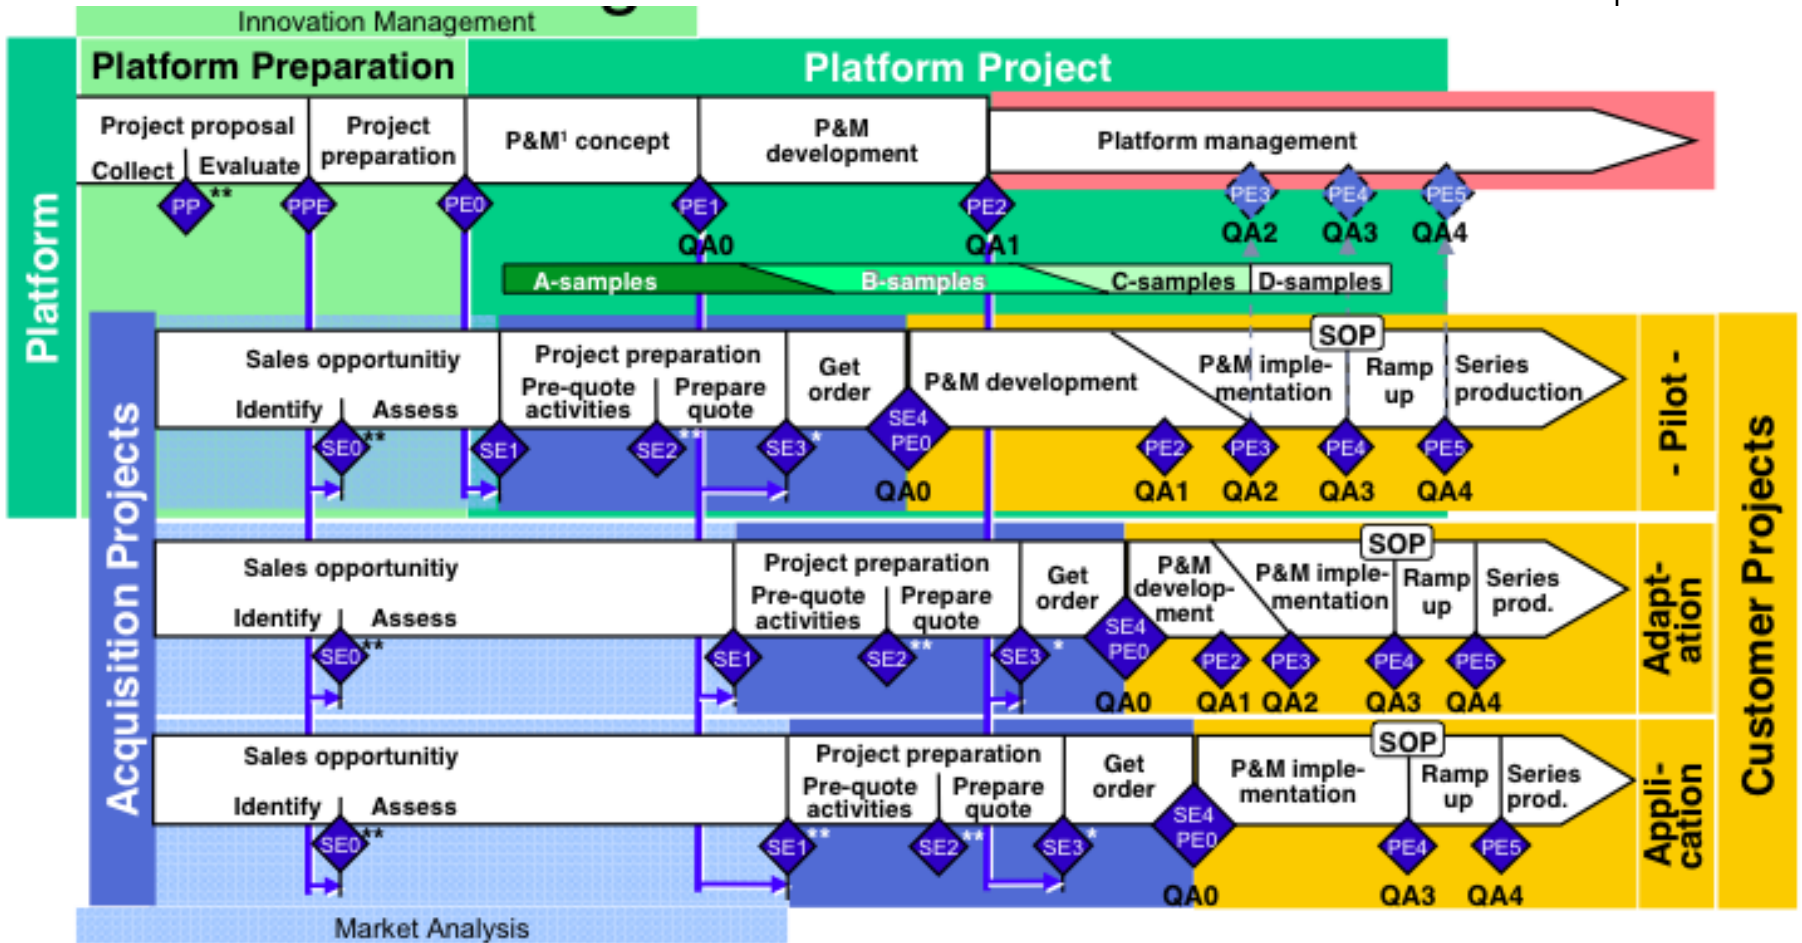 Innovation Management
Platform Preparation
Platform Project
Platform
Project proposal
Collect
Evaluate
Project
preparation
P&M¹ concept
P&M
development
Platform management
PP
**
PPE
PE0
PE1
PE2
PE3
PE4
PE5
QA0
QA1
QA2
QA3
QA4
A-samples
B-samples
C-samples
D-samples
Acquisition Projects
Customer Projects
Sales opportunitiy
Identify
Assess
Project preparation
Pre-quote
activities
Prepare
quote
Get
order
P&M development
P&M imple-
mentation
SOP
Ramp
up
Series
production
- Pilot -
SE0
**
SE1
SE2
**
SE3
*
SE4
PE0
PE2
PE3
PE4
PE5
QA0
QA1
QA2
QA3
QA4
Sales opportunitiy
Identify
Assess
Project preparation
Pre-quote
activities
Prepare
quote
Get
order
P&M
develop-
ment
P&M imple-
mentation
SOP
Ramp
up
Series
prod.
Adapt-
ation
SE0
**
SE1
SE2
**
SE3
*
SE4
PE0
PE2
PE3
PE4
PE5
QA0
QA1
QA2
QA3
QA4
Sales opportunitiy
Identify
Assess
Project preparation
Pre-quote
activities
Prepare
quote
Get
order
P&M imple-
mentation
SOP
Ramp
up
Series
prod.
Appli-
cation
SE0
**
SE1
**
SE2
**
SE3
*
SE4
PE0
PE4
PE5
QA0
QA3
QA4
Market Analysis